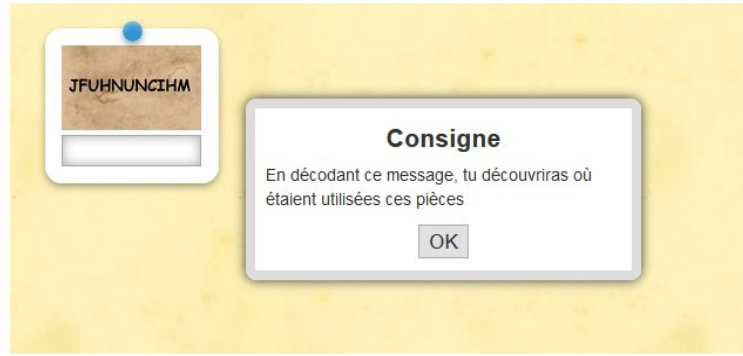 JFUHNUNCIHM
Consigne
En décodant ce message, tu découvriras où
étaient utilisées ces pièces
OK